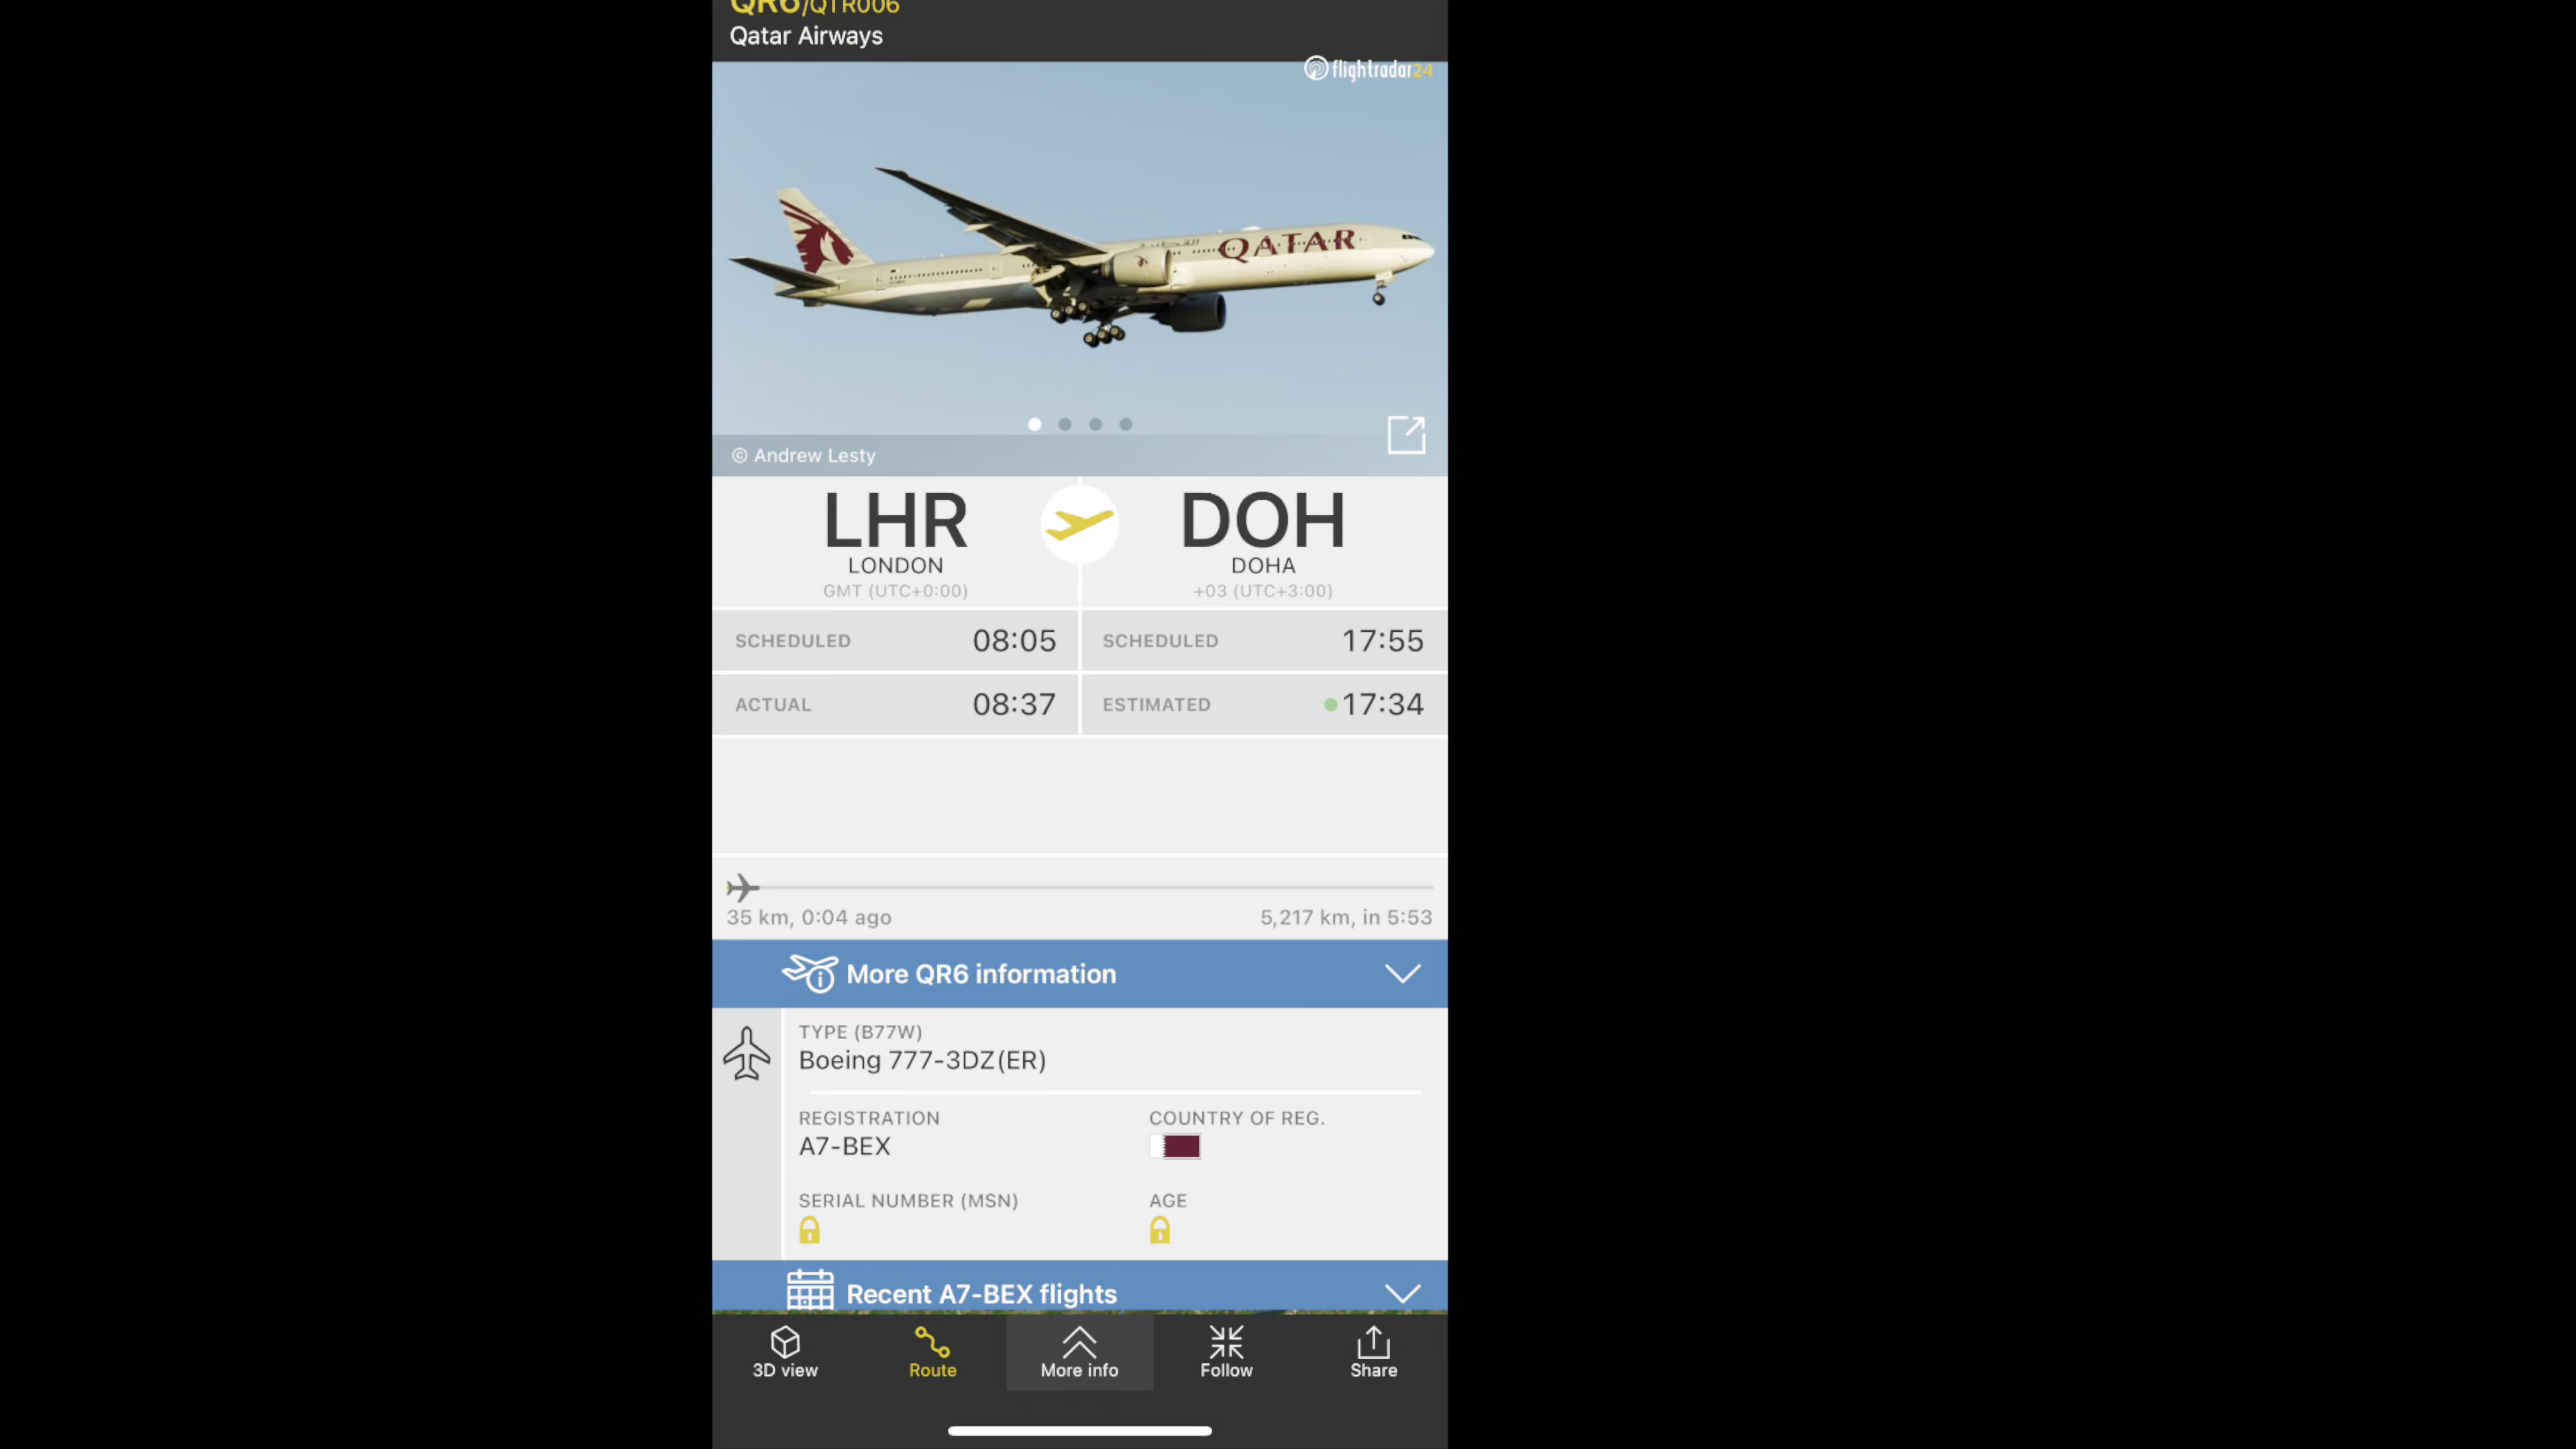 QR6/QTR006
Qatar Airways
flightradar24
QATAR
© Andrew Lesty
LHR
LONDON
GMT (UTC+0:00)
DOH
DOHA
+03 (UTC+3:00)
SCHEDULED 08:05
SCHEDULED 17:55
ACTUAL 08:37
ESTIMATED 17:34
35 km, 0:04 ago
5,217 km, in 5:53
More QR6 information
TYPE (B77W)
Boeing 777-3DZ(ER)
REGISTRATION
A7-BEX
COUNTRY OF REG.
SERIAL NUMBER (MSN)
AGE
Recent A7-BEX flights
3D view
Route
More info
Follow
Share